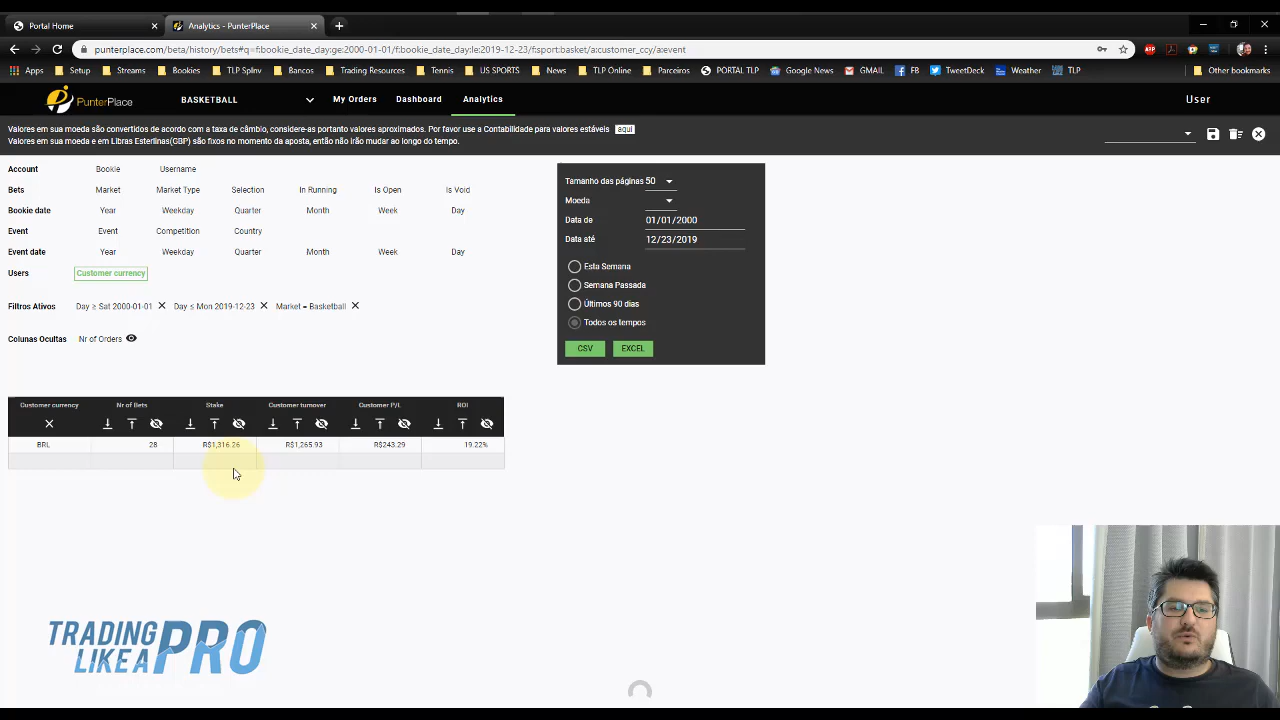 Portal Home
Analytics - PunterPlace
punterplace.com/beta/history/bets#q=f:bookie_date_day:ge:2000-01-01/f:bookie_date_day:le:2019-12-23/f:sport:basket/a:customer_ccy/a:event
Apps Setup Streams Bookies TLP SpInv Bancos Trading Resources Tennis US SPORTS News TLP Online Parceiros PORTAL TLP Google News GMAIL FB TweetDeck Weather TLP Other bookmarks
PunterPlace BASKETBALL My Orders Dashboard Analytics User
Valores em sua moeda são convertidos de acordo com a taxa de câmbio, considere-as portanto valores aproximados. Por favor use a Contabilidade para valores estáveis aqui
Valores em sua moeda e em Libras Esterlinas(GBP) são fixos no momento da aposta, então não irão mudar ao longo do tempo.
Account Bookie Username
Bets Market Market Type Selection In Running Is Open Is Void
Bookie date Year Weekday Quarter Month Week Day
Event Event Competition Country
Event date Year Weekday Quarter Month Week Day
Users Customer currency
Filtros Ativos Day ≥ Sat 2000-01-01 Day ≤ Mon 2019-12-23 Market = Basketball
Colunas Ocultas Nr of Orders
Tamanho das páginas 50
Moeda
Data de 01/01/2000
Data até 12/23/2019
Esta Semana
Semana Passada
Últimos 90 dias
Todos os tempos
CSV EXCEL
Customer currency Nr of Bets Stake Customer turnover Customer P/L ROI
BRL 28 R$1,316.26 R$1,265.93 R$243.29 19.22%
TRADING
LIKE A
PRO